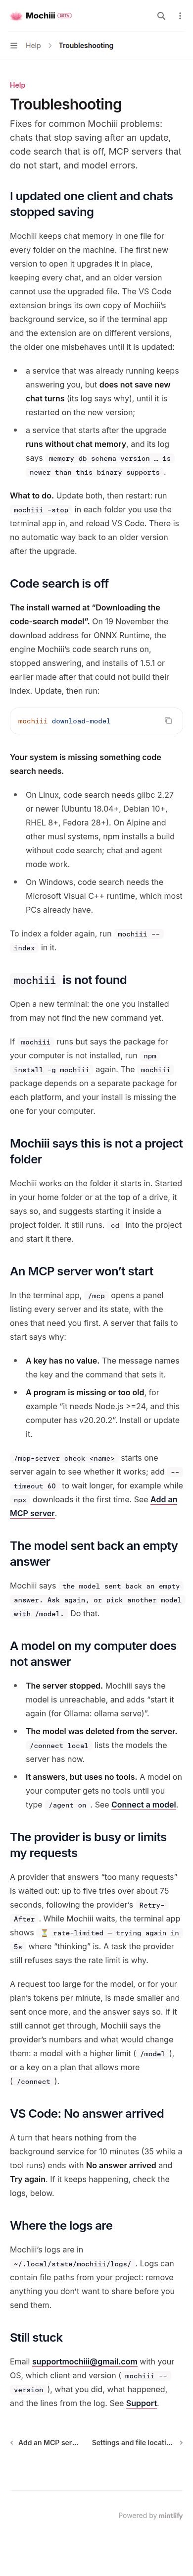 Mochiii BETA
Help > Troubleshooting
Help
Troubleshooting
Fixes for common Mochiii problems:
chats that stop saving after an update,
code search that is off, MCP servers that
do not start, and model errors.
I updated one client and chats
stopped saving
Mochiii keeps chat memory in one file for
every folder on the machine. The first new
version to open it upgrades it in place,
keeping every chat, and an older version
cannot use the upgraded file. The VS Code
extension brings its own copy of Mochiii's
background service, so if the terminal app
and the extension are on different versions,
the older one misbehaves until it is updated:
• a service that was already running keeps
answering you, but does not save new
chat turns (its log says why), until it is
restarted on the new version;
• a service that starts after the upgrade
runs without memory, and its log
says memory db schema version … is
newer than this binary supports .
What to do. Update both, then restart: run
mochiii -stop in each folder you use the
terminal app in, and reload VS Code. There is
no automatic way back to an older version
after the upgrade.
Code search is off
The install warned at “Downloading the
code-search model”. On 19 November the
download address for ONNX Runtime, the
engine Mochiii's code search runs on,
stopped answering, and installs of 1.5.1 or
earlier made after that could not build their
index. Update, then run:
mochiii download-model
Your system is missing something code
search needs.
• On Linux, code search needs glibc 2.27
or newer (Ubuntu 18.04+, Debian 10+,
RHEL 8+, Fedora 28+). On Alpine and
other musl systems, npm installs a build
without code search; chat and agent
mode work.
• On Windows, code search needs the
Microsoft Visual C++ runtime, which most
PCs already have.
To index a folder again, run mochiii --
index in it.
mochiii is not found
Open a new terminal: the one you installed
from may not find the new command yet.
If mochiii runs but says the package for
your computer is not installed, run npm
install -g mochiii again. The mochiii
package depends on a separate package for
each platform, and your install is missing the
one for your computer.
Mochiii says this is not a project
folder
Mochiii works on the folder it starts in. Started
in your home folder or at the top of a drive, it
says so, and suggests starting it inside a
project folder. It still runs. cd into the project
and start it there.
An MCP server won't start
In the terminal app, /mcp opens a panel
listing every server and its state, with the
ones that need you first. A server that fails to
start says why:
• A key has no value. The message names
the key and the command that sets it.
• A program is missing or too old, for
example “it needs Node.js >=24, and this
computer has v20.20.2”. Install or update
it.
/mcp-server check <name> starts one
server again to see whether it works; add --
timeout 60 to wait longer, for example while
npx downloads it the first time. See Add an
MCP server.
The model sent back an empty
answer
Mochiii says the model sent back an empty
answer. Ask again, or pick another model
with /model. Do that.
A model on my computer does
not answer
• The server stopped. Mochiii says the
model is unreachable, and adds “start it
again (for Ollama: ollama serve)”.
• The model was deleted from the server.
/connect local lists the models the
server has now.
• It answers, but uses no tools. A model on
your computer gets no tools until you
type /agent on . See Connect a model.
The provider is busy or limits
my requests
A provider that answers “too many requests”
is waited out: up to five tries over about 75
seconds, following the provider's Retry-
After . While Mochiii waits, the terminal app
shows ⏳ rate-limited — trying again in
5s where “thinking” is. A task the provider
still refuses says the rate limit is why.
A request too large for the model, or for your
plan's tokens per minute, is made smaller and
sent once more, and the answer says so. If it
still cannot get through, Mochiii says the
provider's numbers and what would change
them: a model with a higher limit ( /model ),
or a key on a plan that allows more
( /connect ).
VS Code: No answer arrived
A turn that hears nothing from the
background service for 10 minutes (35 while a
tool runs) ends with No answer arrived and
Try again. If it keeps happening, check the
logs, below.
Where the logs are
Mochiii's logs are in
~/.local/state/mochiii/logs/ . Logs can
contain file paths from your project: remove
anything you don't want to share before you
send them.
Still stuck
Email supportmochiii@gmail.com with your
OS, which client and version ( mochiii --
version ), what you did, what happened,
and the lines from the log. See Support.
Add an MCP ser...
Settings and file locati...
Powered by mintlify